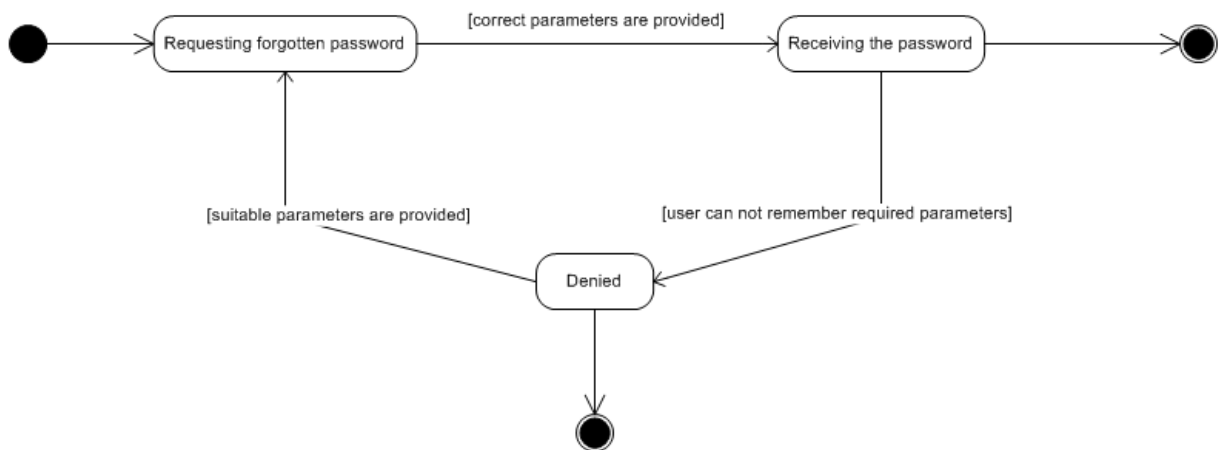 [correct parameters are provided]
Requesting forgotten password
Receiving the password
[suitable parameters are provided]
[user can not remember required parameters]
Denied